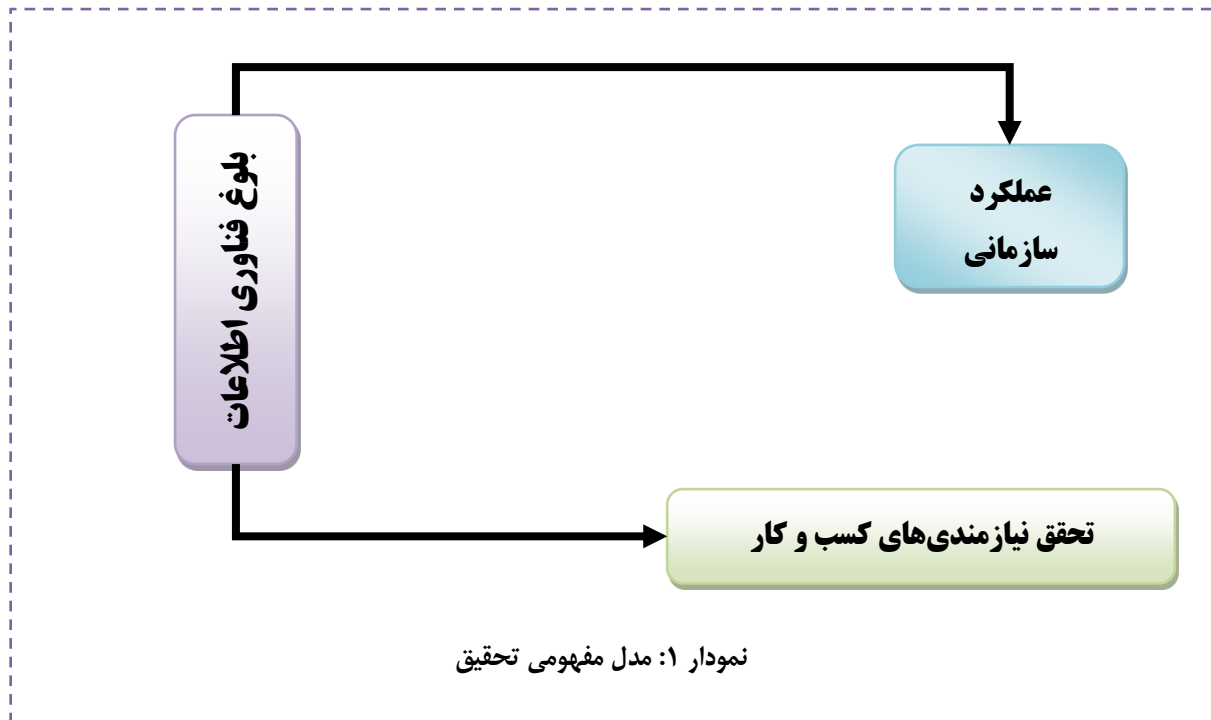 بلوغ فناوری اطلاعات
عملکرد
سازمانی
تحقق نیازمندی‌های کسب و کار
نمودار ۱: مدل مفهومی تحقیق